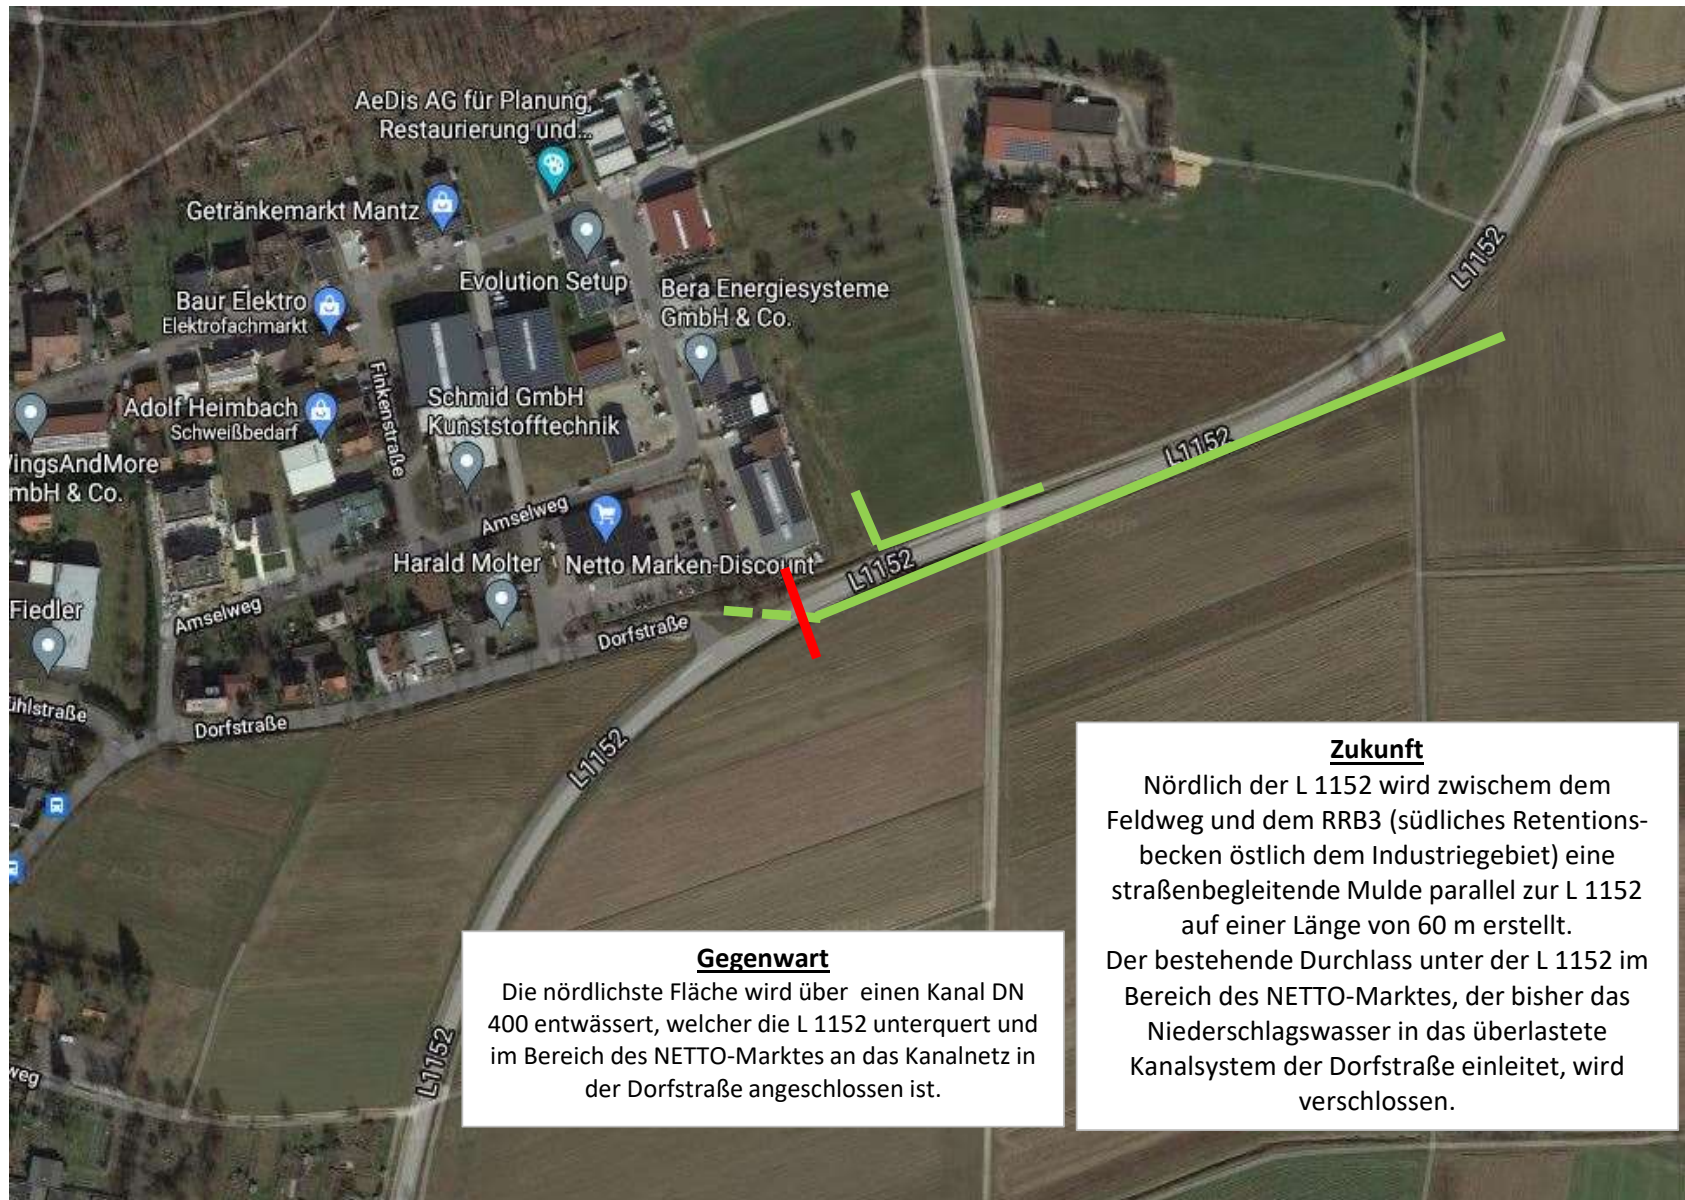 AeDis AG für Planung,
Restaurierung und...
Getränkemarkt Mantz
Evolution Setup
Bera Energiesysteme
GmbH & Co.
Baur Elektro
Elektrofachmarkt
Finkenstraße
Schmid GmbH
Kunststofftechnik
Adolf Heimbach
Schweißbedarf
VingsAndMore
mbH & Co.
L1152
L1152
Amselweg
Harald Molter
Netto Marken-Discount
L1152
Fiedler
Amselweg
Dorfstraße
ühlstraße
Dorfstraße
L1152
L1152
weg
Gegenwart
Die nördlichste Fläche wird über einen Kanal DN
400 entwässert, welcher die L 1152 unterquert und
im Bereich des NETTO-Marktes an das Kanalnetz in
der Dorfstraße angeschlossen ist.
Zukunft
Nördlich der L 1152 wird zwischem dem
Feldweg und dem RRB3 (südliches Retentions-
becken östlich dem Industriegebiet) eine
straßenbegleitende Mulde parallel zur L 1152
auf einer Länge von 60 m erstellt.
Der bestehende Durchlass unter der L 1152 im
Bereich des NETTO-Marktes, der bisher das
Niederschlagswasser in das überlastete
Kanalsystem der Dorfstraße einleitet, wird
verschlossen.